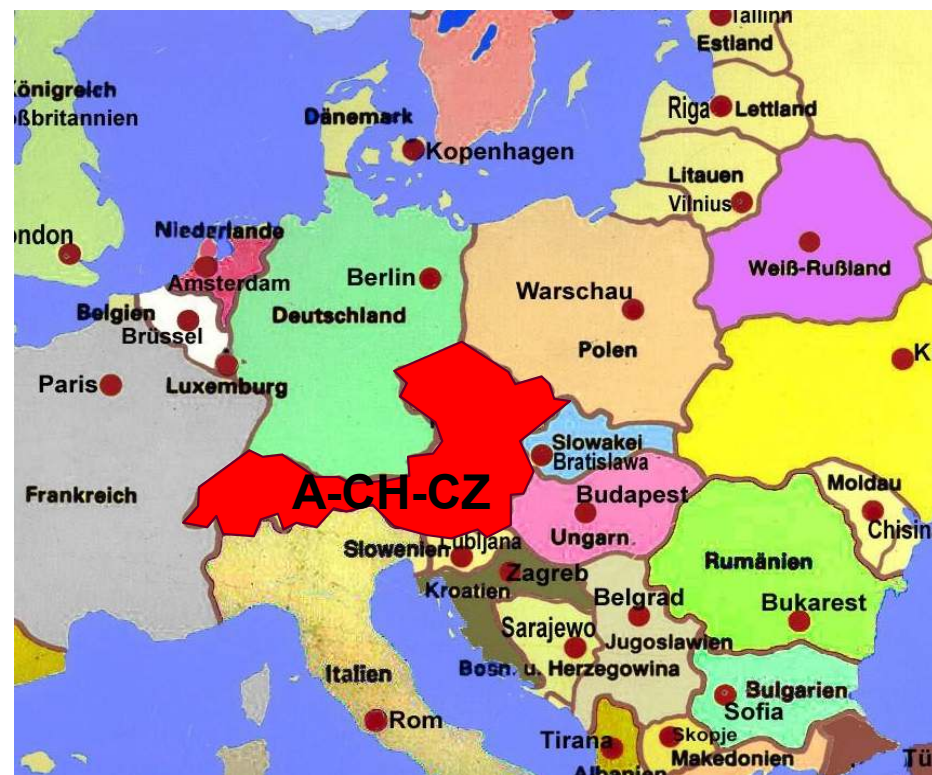 Tallinn
Estland
Königreich
ßbritannien
Riga
Lettland
Dänemark
Kopenhagen
Litauen
Vilnius
Niederlande
ondon
Weiß-Rußland
Amsterdam
Berlin
Warschau
Belgien
Deutschland
Brüssel
Polen
K
Paris
Luxemburg
Slowakei
Bratislawa
Moldau
A-CH-CZ
Frankreich
Budapest
Chisin
Ungarn
Lubljana
Slowenien
Rumänien
Zagreb
Kroatien
Belgrad
Bukarest
Sarajewo
Jugoslawien
Bosn. u. Herzegowina
Italien
Bulgarien
Sofia
Rom
Skopje
Tirana
Makedonien
Tü
Albanien